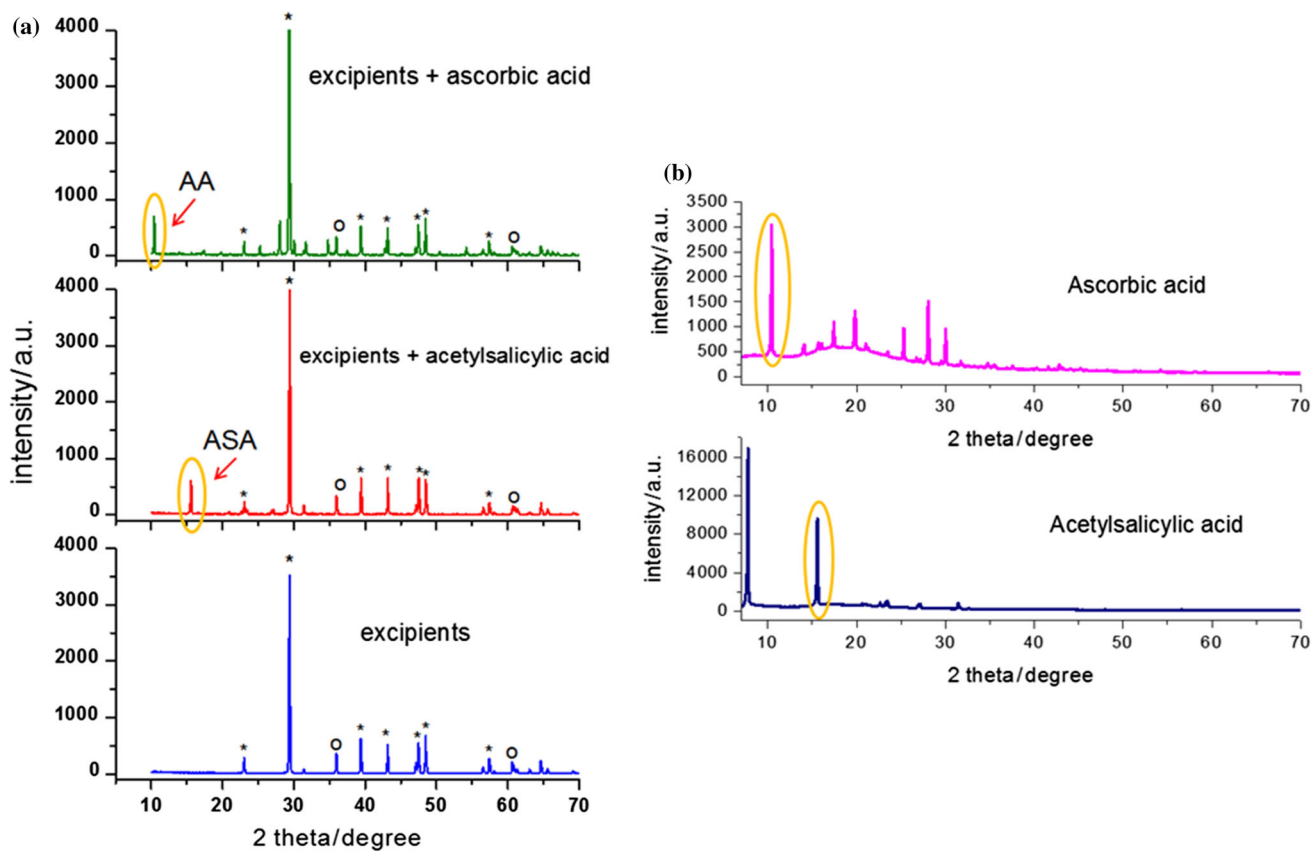 (a)
4000
3000
2000
1000
0
*
excipients + ascorbic acid
AA
*
o
*
*
*
*
*
o
4000
3000
2000
1000
0
*
excipients + acetylsalicylic acid
ASA
*
o
*
*
*
*
*
o
4000
3000
2000
1000
0
*
excipients
*
o
*
*
*
*
*
o
10 20 30 40 50 60 70
2 theta/degree
intensity/a.u.
(b)
3500
3000
2500
2000
1500
1000
500
0
intensity/a.u.
Ascorbic acid
10 20 30 40 50 60 70
2 theta/degree
16000
12000
8000
4000
0
intensity/a.u.
Acetylsalicylic acid
10 20 30 40 50 60 70
2 theta/degree